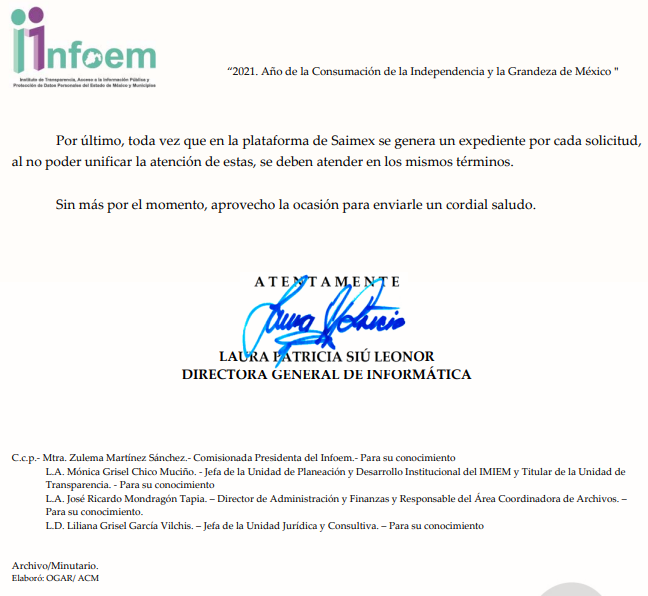 infoem
Instituto de Transparencia, Acceso a la Información Pública y
Protección de Datos Personales del Estado de México y Municipios
“2021. Año de la Consumación de la Independencia y la Grandeza de México "
Por último, toda vez que en la plataforma de Saimex se genera un expediente por cada solicitud,
al no poder unificar la atención de estas, se deben atender en los mismos términos.
Sin más por el momento, aprovecho la ocasión para enviarle un cordial saludo.
A T E N T A M E N T E
Laura Patricia
LAURA PATRICIA SIÚ LEONOR
DIRECTORA GENERAL DE INFORMÁTICA
C.c.p.- Mtra. Zulema Martínez Sánchez.- Comisionada Presidenta del Infoem.- Para su conocimiento
L.A. Mónica Grisel Chico Muciño. - Jefa de la Unidad de Planeación y Desarrollo Institucional del IMIEM y Titular de la Unidad de
Transparencia. - Para su conocimiento
L.A. José Ricardo Mondragón Tapia. – Director de Administración y Finanzas y Responsable del Área Coordinadora de Archivos. –
Para su conocimiento.
L.D. Liliana Grisel García Vilchis. – Jefa de la Unidad Jurídica y Consultiva. – Para su conocimiento
Archivo/Minutario.
Elaboró: OGAR/ ACM